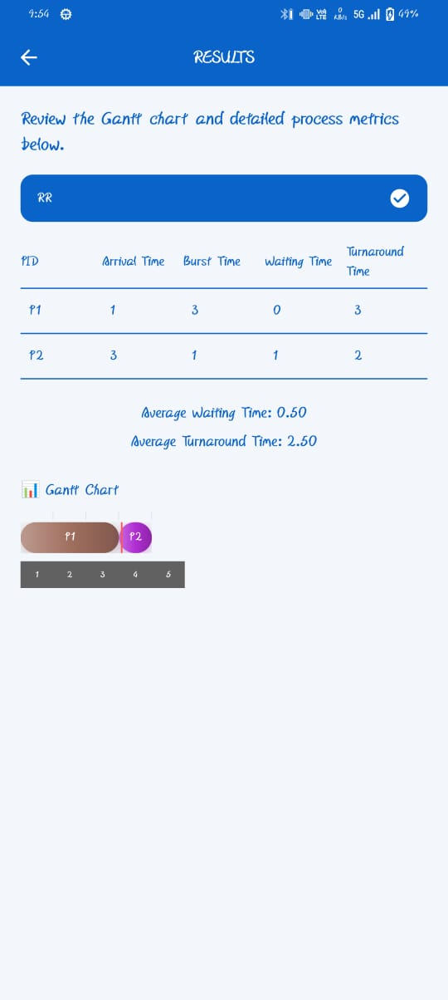 9:54
Vo) LTE 0 KB/s 5G 49%
RESULTS
Review the Gantt chart and detailed process metrics
below.
RR
PID Arrival Time Burst Time Waiting Time Turnaround Time
P1 1 3 0 3
P2 3 1 1 2
Average Waiting Time: 0.50
Average Turnaround Time: 2.50
Gantt Chart
P1 P2
1 2 3 4 5